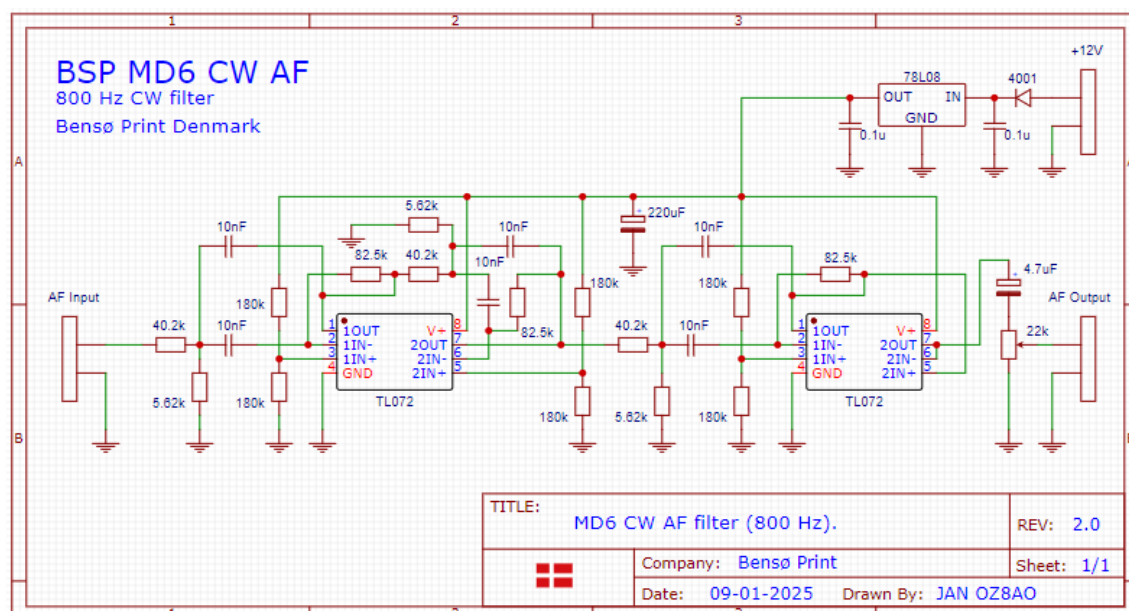 1 2 3
BSP MD6 CW AF
800 Hz CW filter
Bensø Print Denmark
+12V
78L08
4001
OUT IN
GND
0.1u
0.1u
A
A
5.62k
10nF
10nF
220uF
10nF
82.5k
40.2k
10nF
82.5k
4.7uF
AF Input
180k
180k
180k
AF Output
40.2k
10nF
82.5k
40.2k
10nF
22k
1 1OUT V+ 8
2 1IN- 2OUT 7
3 1IN+ 2IN- 6
4 GND 2IN+ 5
TL072
1 1OUT V+ 8
2 1IN- 2OUT 7
3 1IN+ 2IN- 6
4 GND 2IN+ 5
TL072
5.62k
180k
180k
5.62k
180k
B
TITLE:
MD6 CW AF filter (800 Hz).
REV: 2.0
Company: Bensø Print
Sheet: 1/1
Date: 09-01-2025
Drawn By: JAN OZ8AO